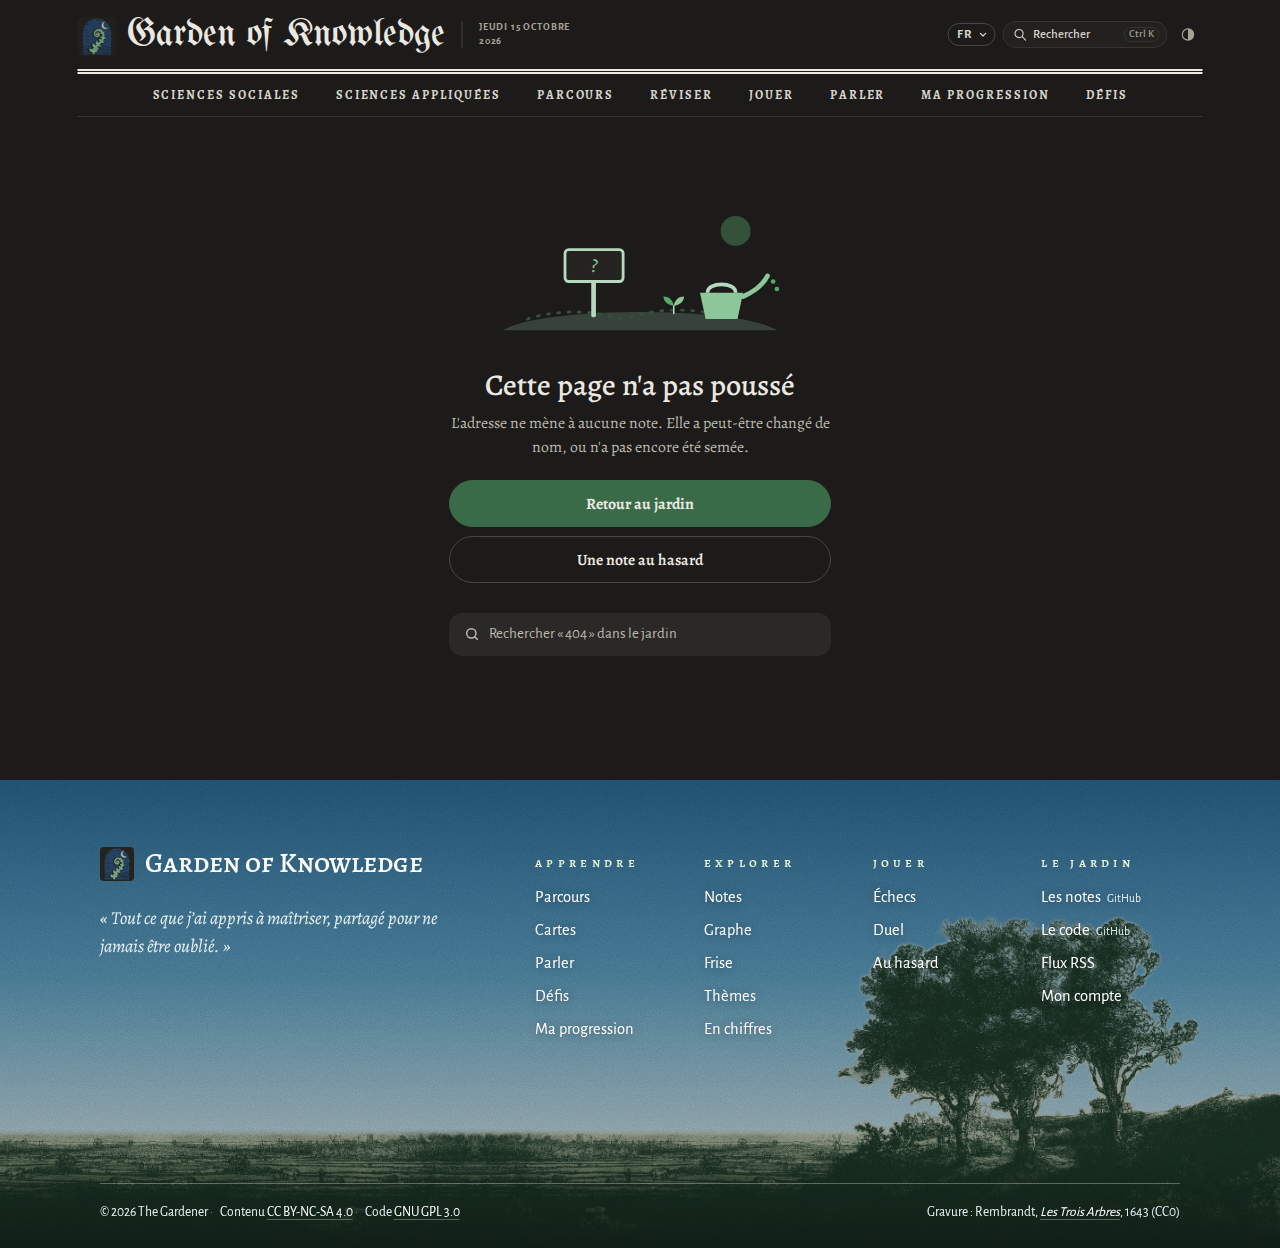 Garden of Knowledge
JEUDI 15 OCTOBRE
2026
FR
Rechercher
Ctrl K
SCIENCES SOCIALES
SCIENCES APPLIQUÉES
PARCOURS
RÉVISER
JOUER
PARLER
MA PROGRESSION
DÉFIS
?
Cette page n'a pas poussé
L'adresse ne mène à aucune note. Elle a peut-être changé de
nom, ou n'a pas encore été semée.
Retour au jardin
Une note au hasard
Rechercher « 404 » dans le jardin
GARDEN OF KNOWLEDGE
« Tout ce que j’ai appris à maîtriser, partagé pour ne
jamais être oublié. »
APPRENDRE
Parcours
Cartes
Parler
Défis
Ma progression
EXPLORER
Notes
Graphe
Frise
Thèmes
En chiffres
JOUER
Échecs
Duel
Au hasard
LE JARDIN
Les notes GitHub
Le code GitHub
Flux RSS
Mon compte
© 2026 The Gardener · Contenu CC BY-NC-SA 4.0 · Code GNU GPL 3.0
Gravure : Rembrandt, Les Trois Arbres, 1643 (CC0)